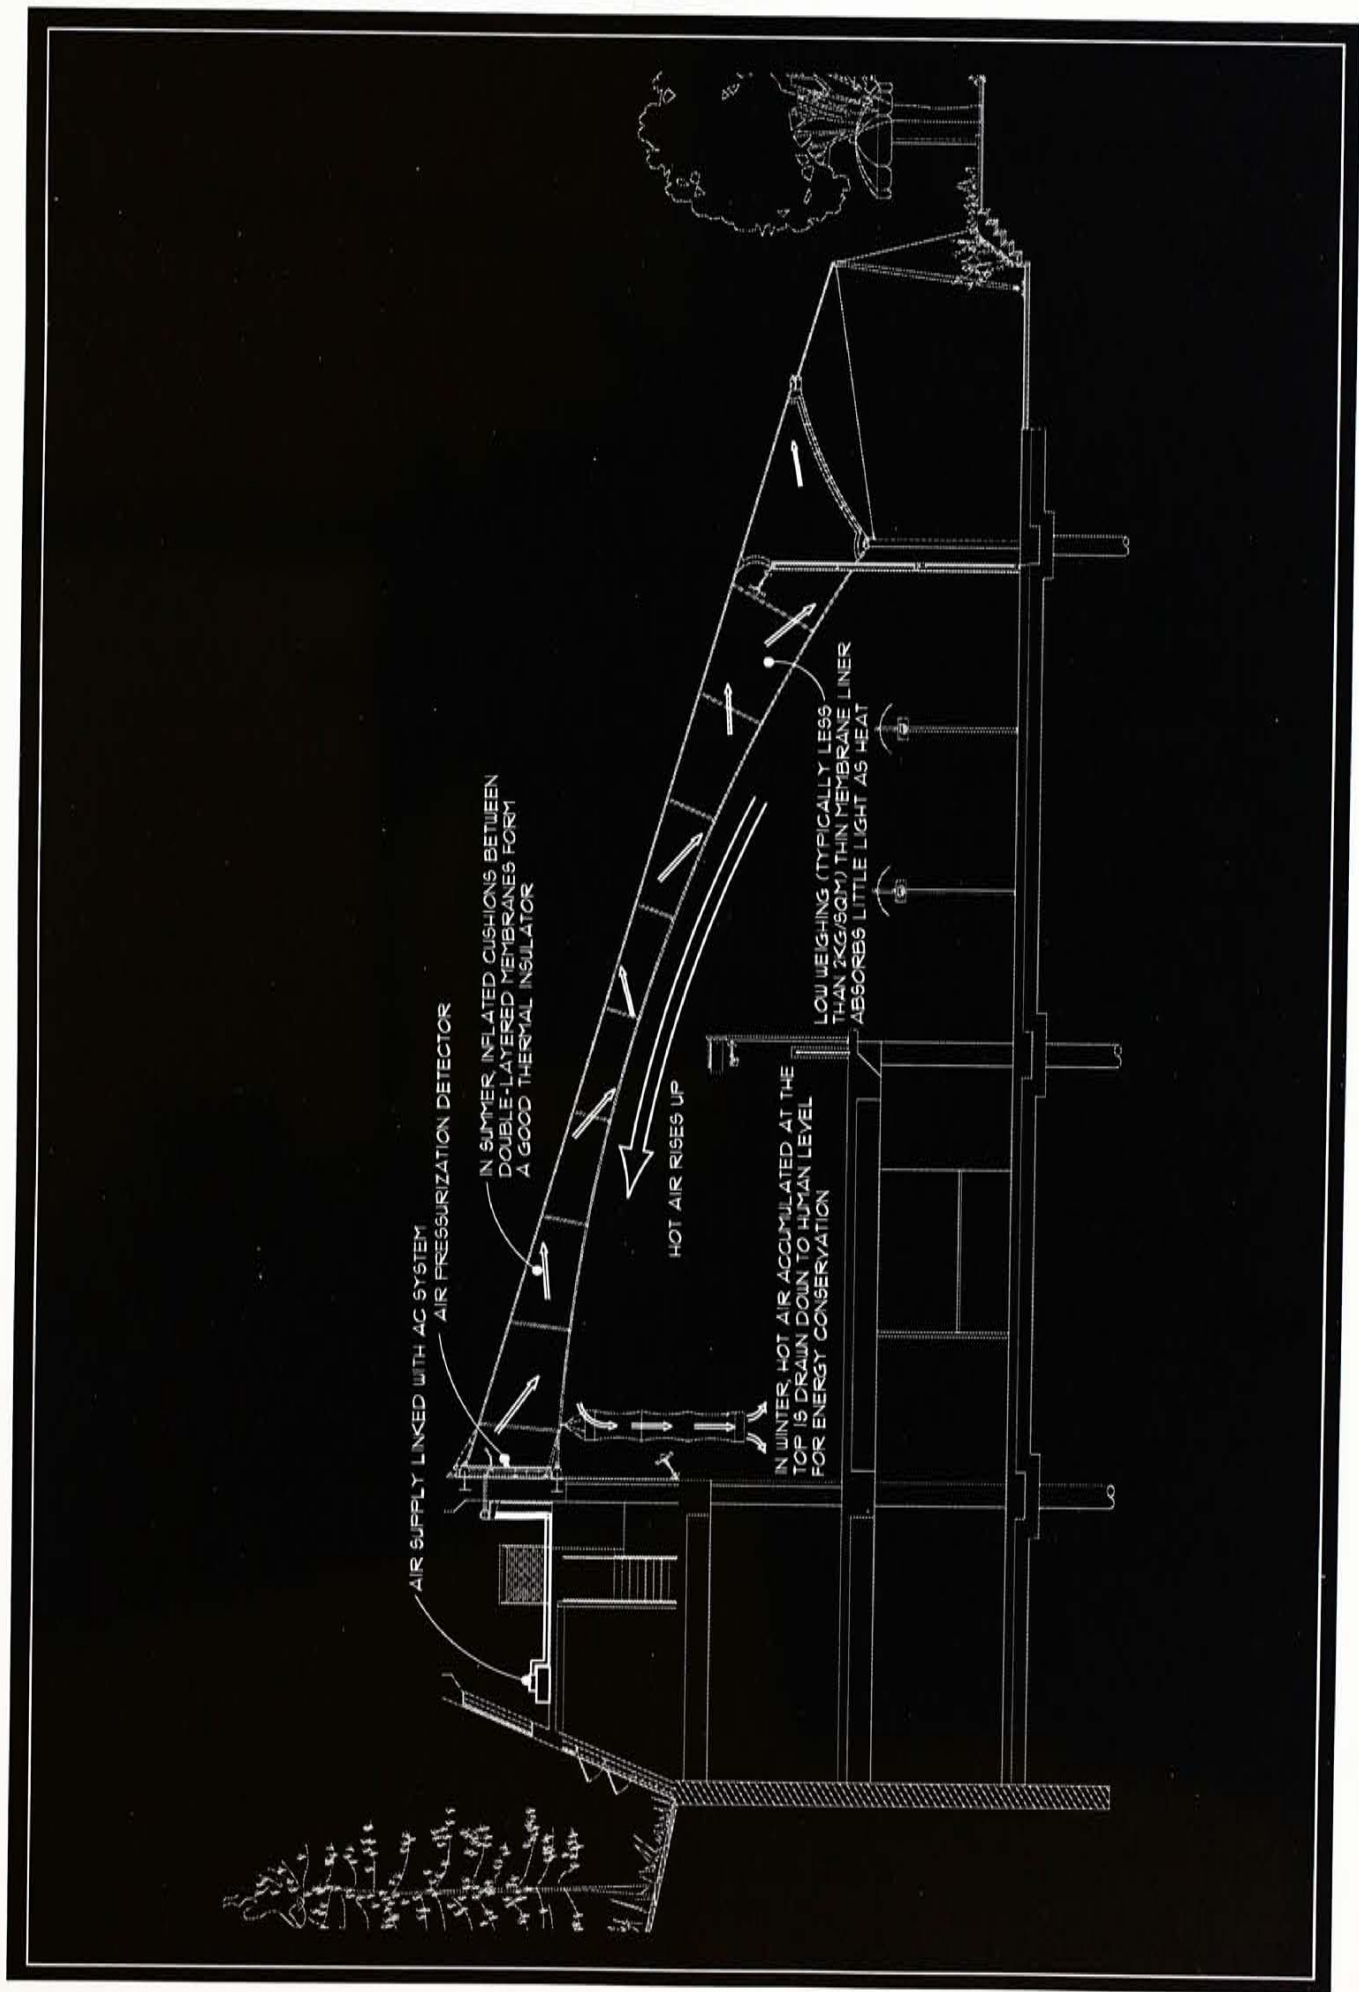 AIR SUPPLY LINKED WITH AC SYSTEM
AIR PRESSURIZATION DETECTOR
IN SUMMER, INFLATED CUSHIONS BETWEEN
DOUBLE-LAYERED MEMBRANES FORM
A GOOD THERMAL INSULATOR
HOT AIR RISES UP
IN WINTER, HOT AIR ACCUMULATED AT THE
TOP IS DRAWN DOWN TO HUMAN LEVEL
FOR ENERGY CONSERVATION
LOW WEIGHING (TYPICALLY LESS
THAN 2KG/SQM) THIN MEMBRANE LINER
ABSORBS LITTLE LIGHT AS HEAT